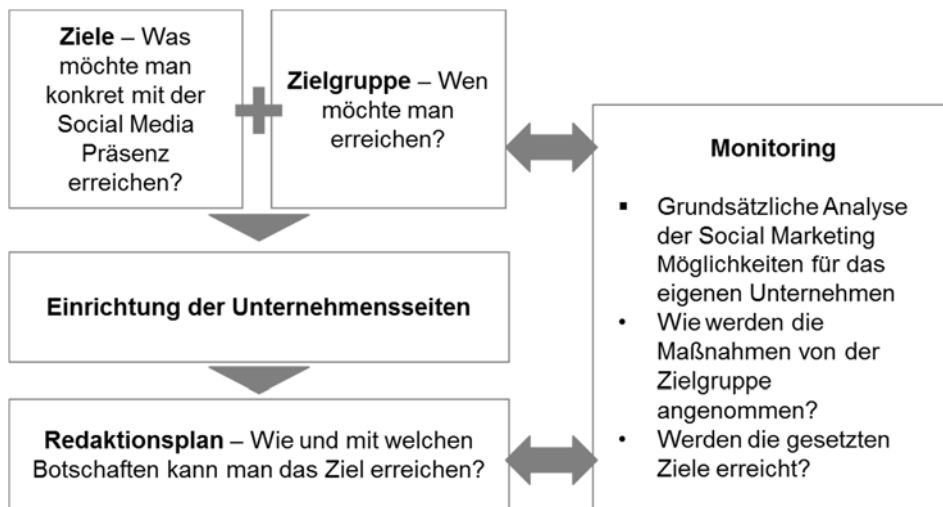 Ziele – Was
möchte man
konkret mit der
Social Media
Präsenz
erreichen?
Zielgruppe – Wen
möchte man
erreichen?
Einrichtung der Unternehmensseiten
Redaktionsplan – Wie und mit welchen
Botschaften kann man das Ziel erreichen?
Monitoring
▪ Grundsätzliche Analyse
der Social Marketing
Möglichkeiten für das
eigenen Unternehmen
• Wie werden die
Maßnahmen von der
Zielgruppe
angenommen?
• Werden die gesetzten
Ziele erreicht?